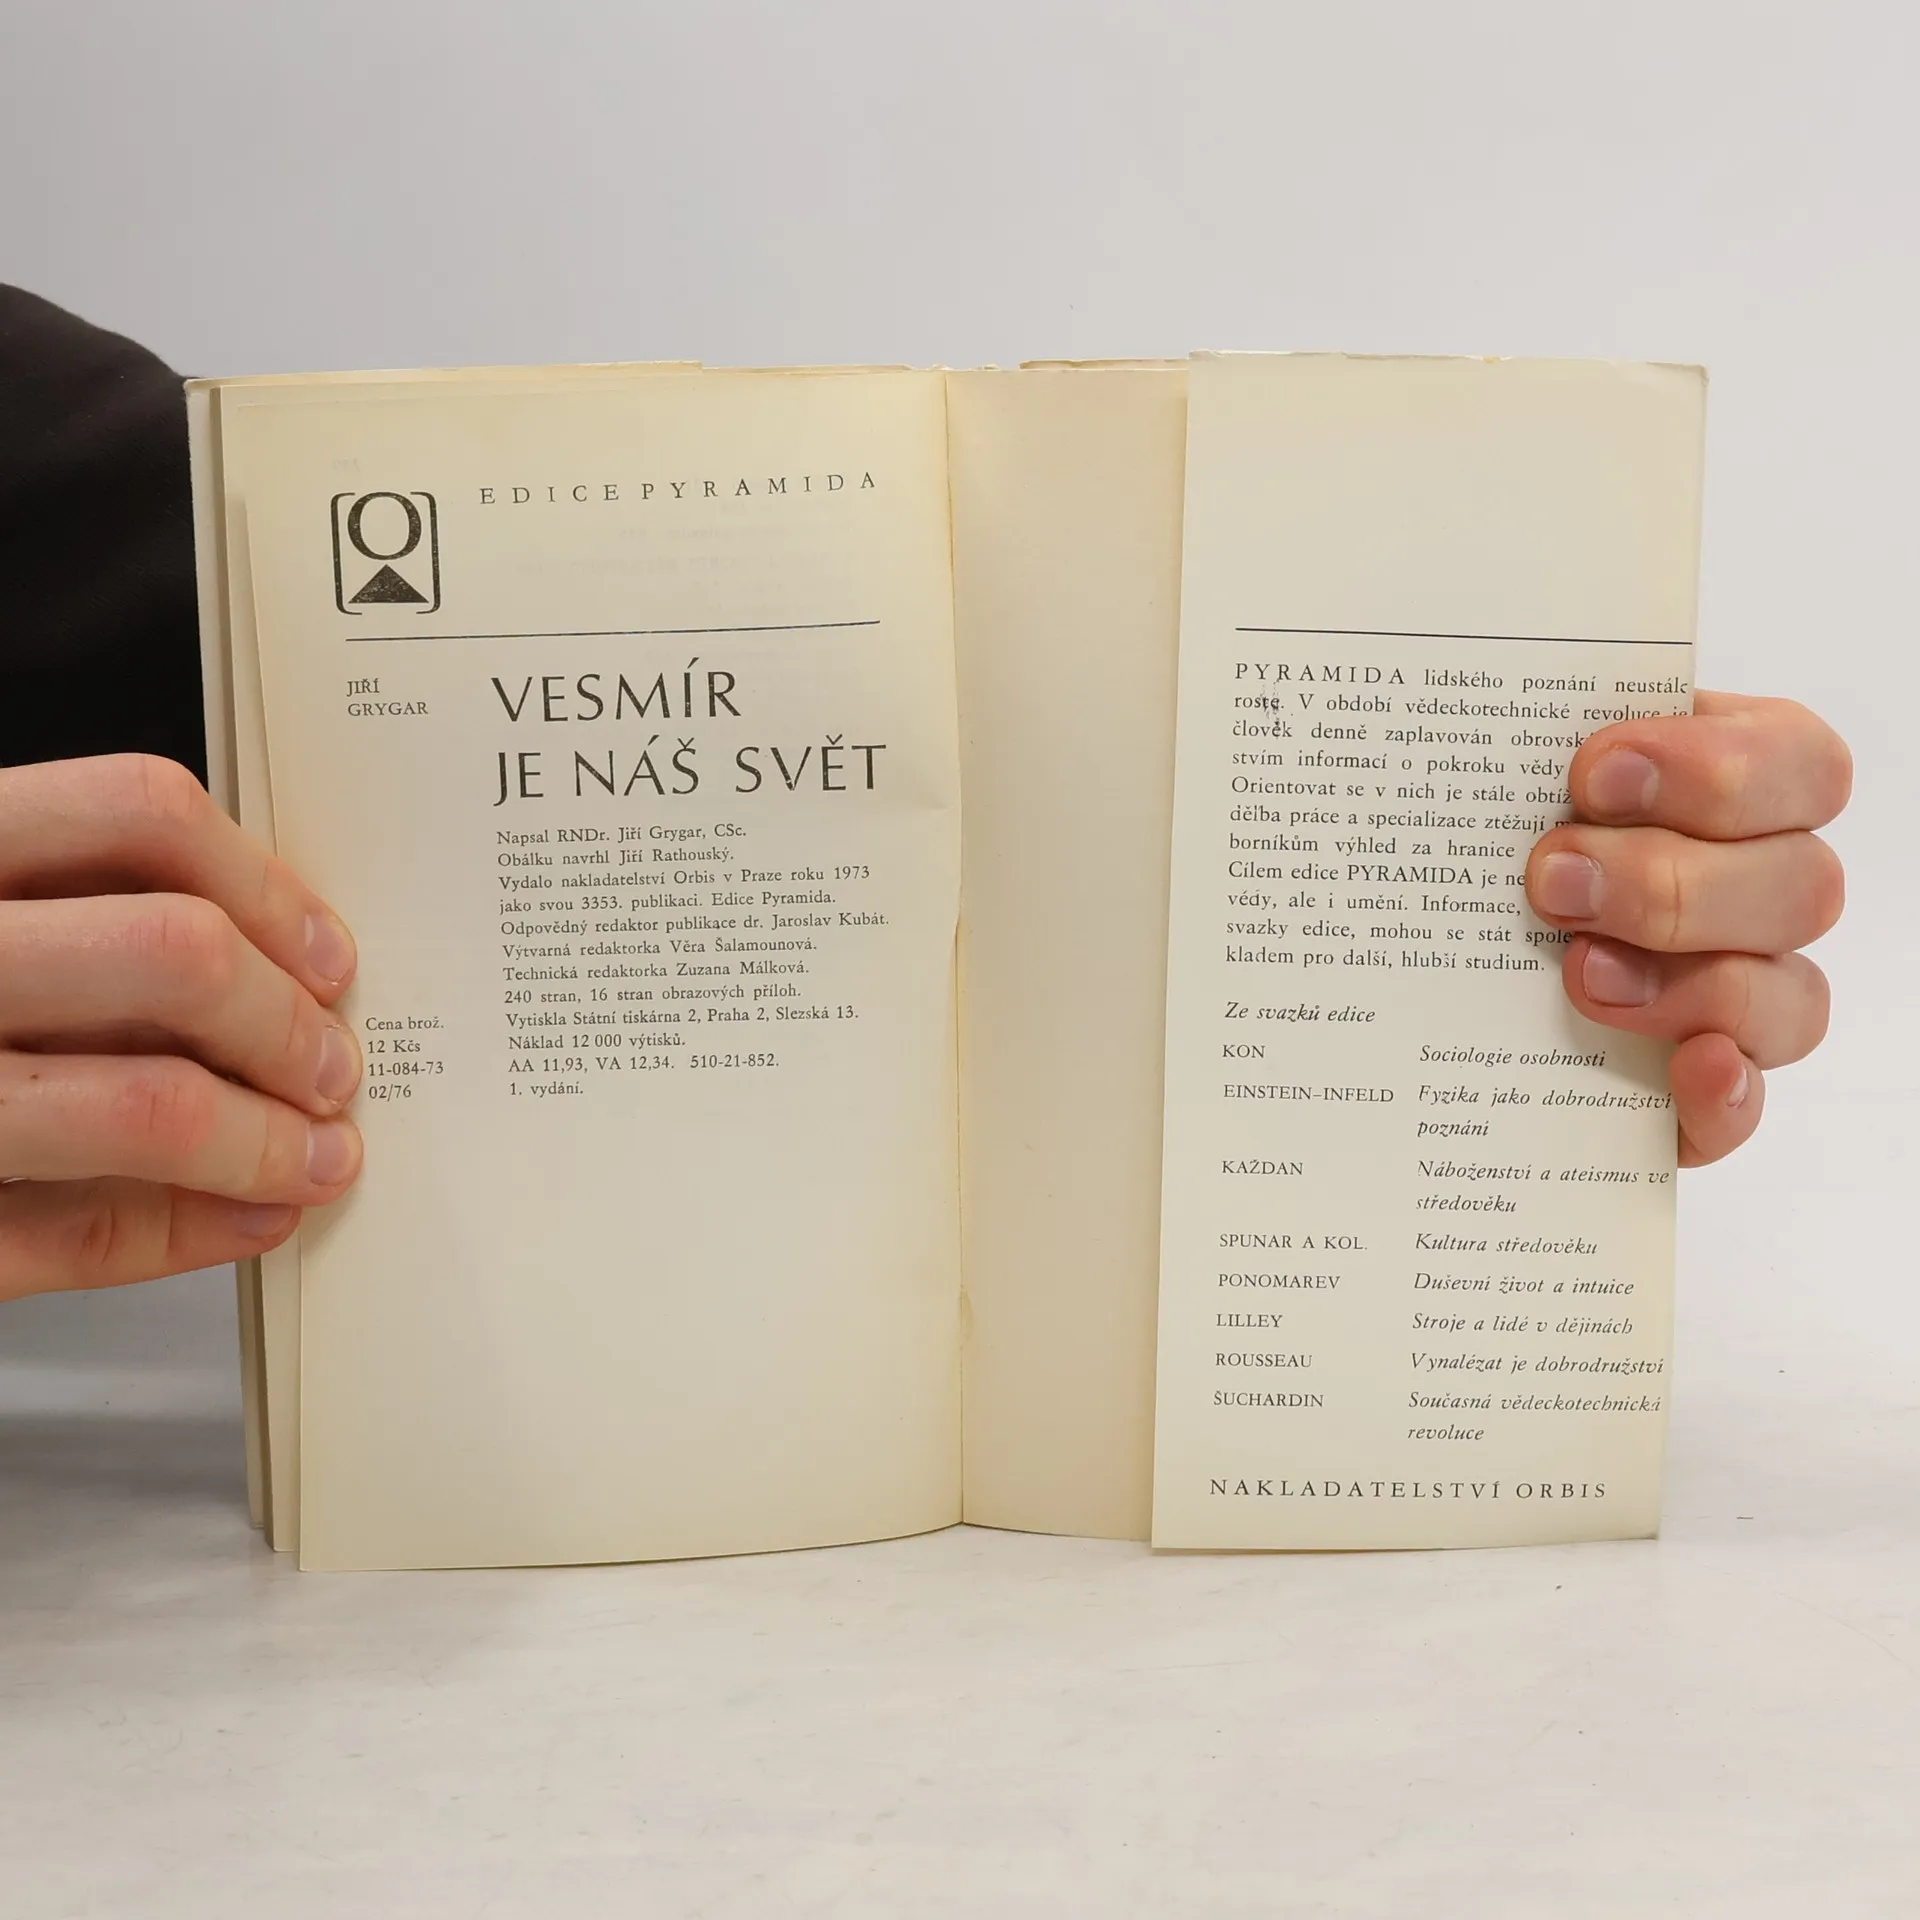 EDICE PYRAMIDA
JIŘÍ
GRYGAR
VESMÍR
JE NÁŠ SVĚT
Napsal RNDr. Jiří Grygar, CSc.
Obálku navrhl Jiří Rathouský.
Vydalo nakladatelství Orbis v Praze roku 1973
jako svou 3353. publikaci. Edice Pyramida.
Odpovědný redaktor publikace dr. Jaroslav Kubát.
Výtvarná redaktorka Věra Šalamounová.
Technická redaktorka Zuzana Málková.
240 stran, 16 stran obrazových příloh.
Vytiskla Státní tiskárna 2, Praha 2, Slezská 13.
Náklad 12 000 výtisků.
AA 11,93, VA 12,34. 510-21-852.
1. vydání.
Cena brož.
12 Kčs
11-084-73
02/76
PYRAMIDA lidského poznání neustále
roste. V období vědeckotechnické revoluce je
člověk denně zaplavován
stvím informací o pokroku vědy
Orientovat se v nich je stále
dělba práce a specializace ztěžují
borníkům výhled za hranice
Cílem edice PYRAMIDA je
védy, ale i umění. Informace,
svazky edice, mohou se stát
kladem pro další, hlubší studium.
Ze svazků edice
KON Sociologie osobnosti
EINSTEIN–INFELD Fyzika jako dobrodružství
poznání
KAŽDAN Náboženství a ateismus ve
středověku
SPUNAR A KOL. Kultura středověku
PONOMAREV Duševní život a intuice
LILLEY Stroje a lidé v dějinách
ROUSSEAU Vynalézat je dobrodružství
ŠUCHARDIN Současná vědeckotechnická
revoluce
NAKLADATELSTVÍ ORBIS